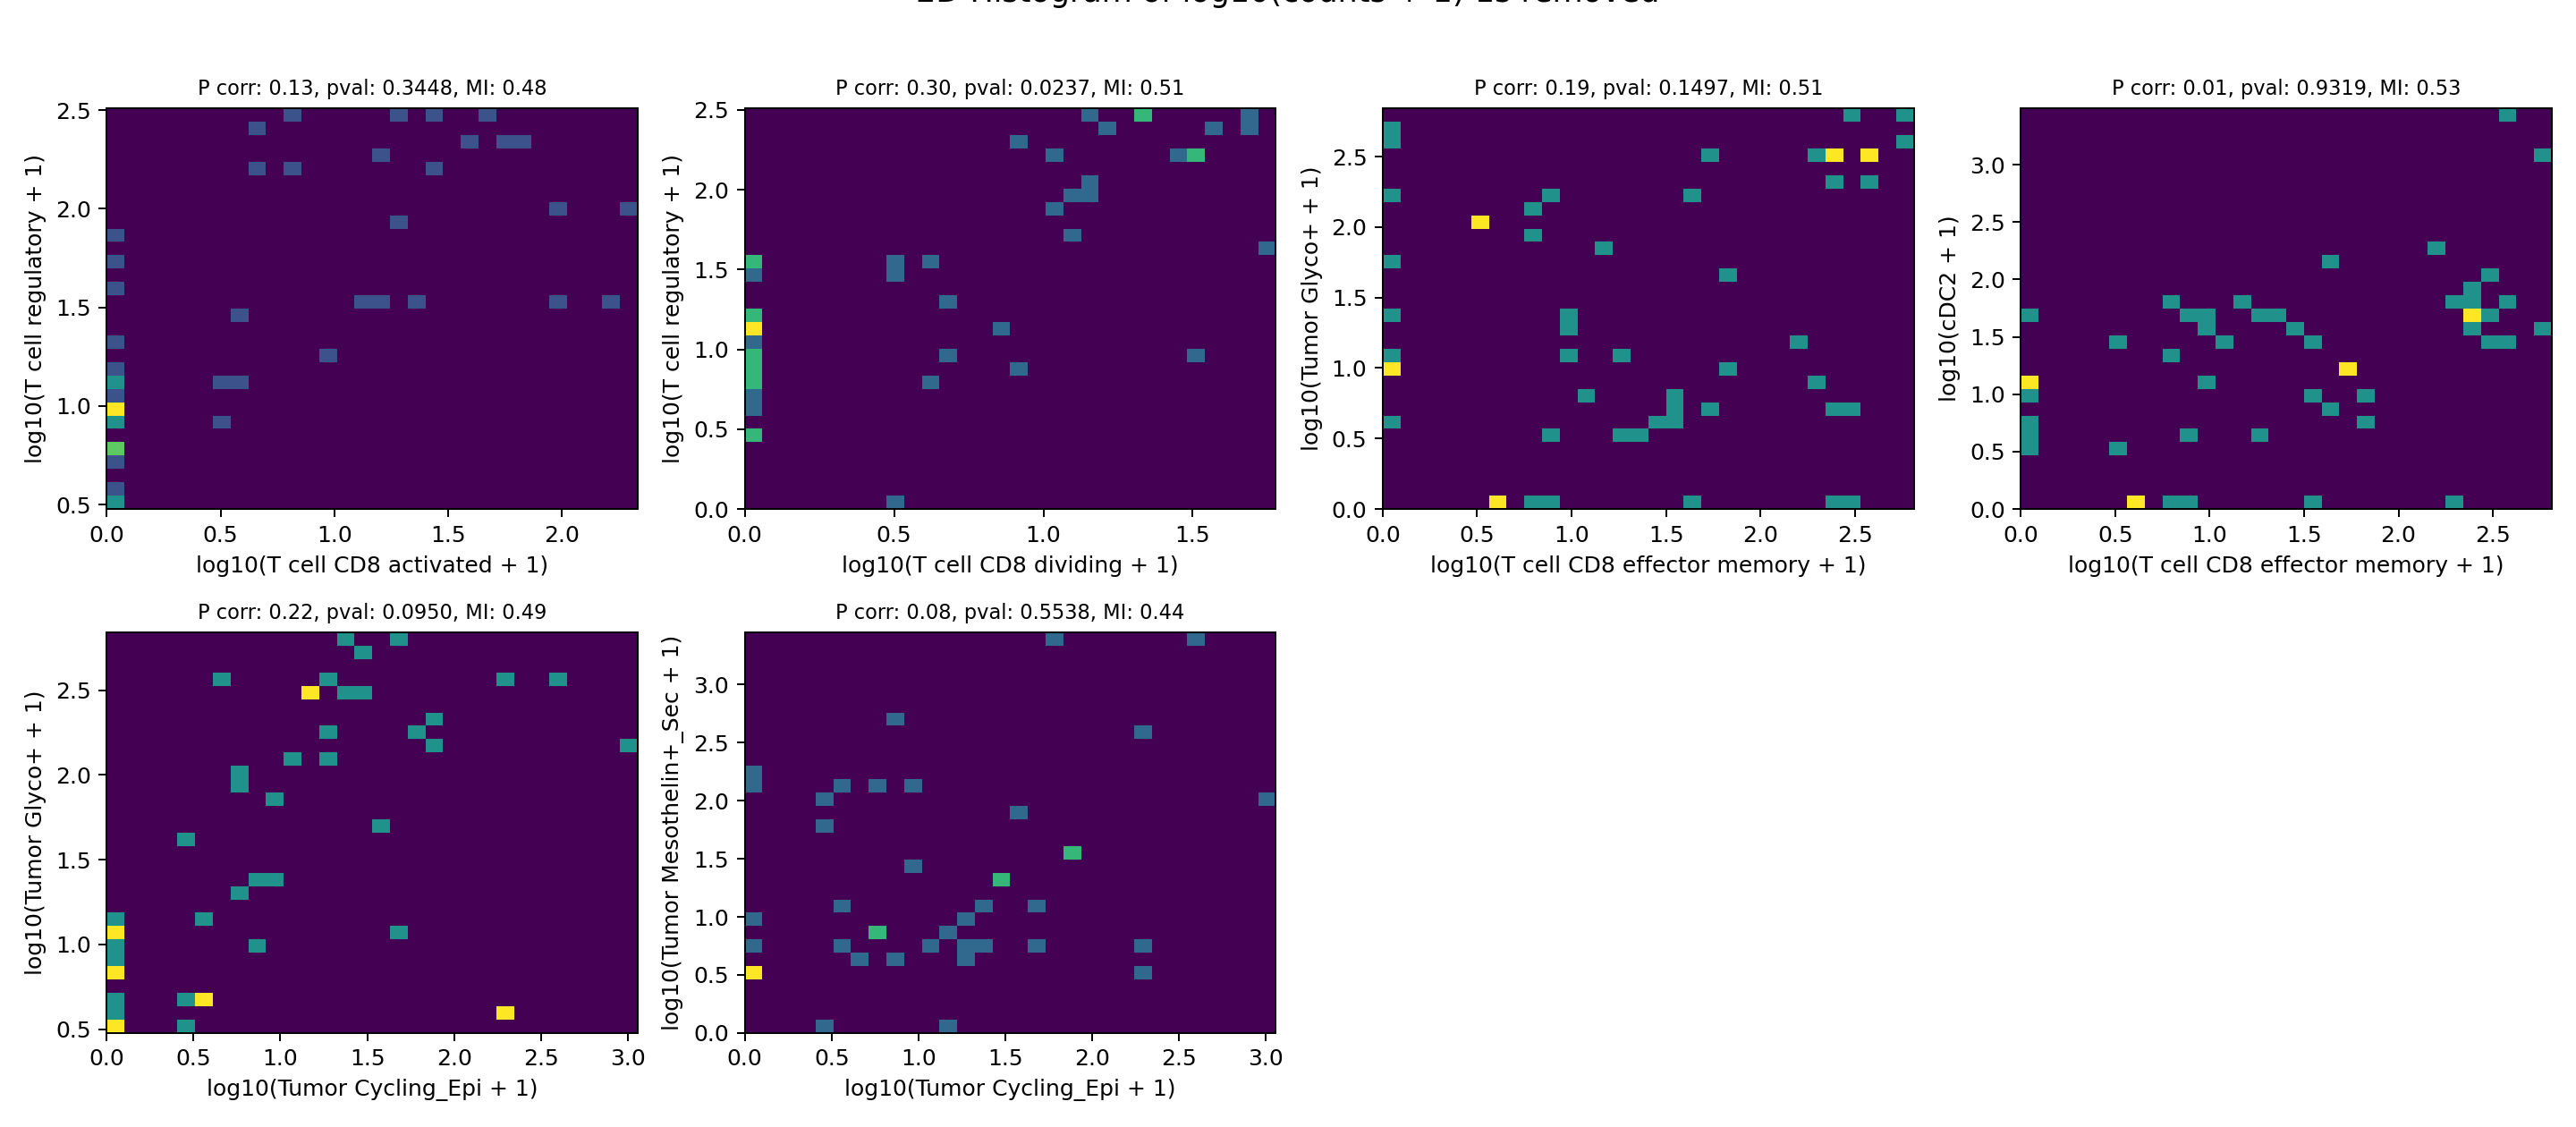 2D Histogram of log10(counts + 1) 1s removed
P corr: 0.13, pval: 0.3448, MI: 0.48
2.5
2.0
1.5
1.0
0.5
log10(T cell regulatory + 1)
0.0 0.5 1.0 1.5 2.0
log10(T cell CD8 activated + 1)
P corr: 0.30, pval: 0.0237, MI: 0.51
2.5
2.0
1.5
1.0
0.5
0.0
log10(T cell regulatory + 1)
0.0 0.5 1.0 1.5
log10(T cell CD8 dividing + 1)
P corr: 0.19, pval: 0.1497, MI: 0.51
2.5
2.0
1.5
1.0
0.5
0.0
log10(Tumor Glyco+ + 1)
0.0 0.5 1.0 1.5 2.0 2.5
log10(T cell CD8 effector memory + 1)
P corr: 0.01, pval: 0.9319, MI: 0.53
3.0
2.5
2.0
1.5
1.0
0.5
0.0
log10(cDC2 + 1)
0.0 0.5 1.0 1.5 2.0 2.5
log10(T cell CD8 effector memory + 1)
P corr: 0.22, pval: 0.0950, MI: 0.49
2.5
2.0
1.5
1.0
0.5
log10(Tumor Glyco+ + 1)
0.0 0.5 1.0 1.5 2.0 2.5 3.0
log10(Tumor Cycling_Epi + 1)
P corr: 0.08, pval: 0.5538, MI: 0.44
3.0
2.5
2.0
1.5
1.0
0.5
0.0
log10(Tumor Mesothelin+_Sec + 1)
0.0 0.5 1.0 1.5 2.0 2.5 3.0
log10(Tumor Cycling_Epi + 1)